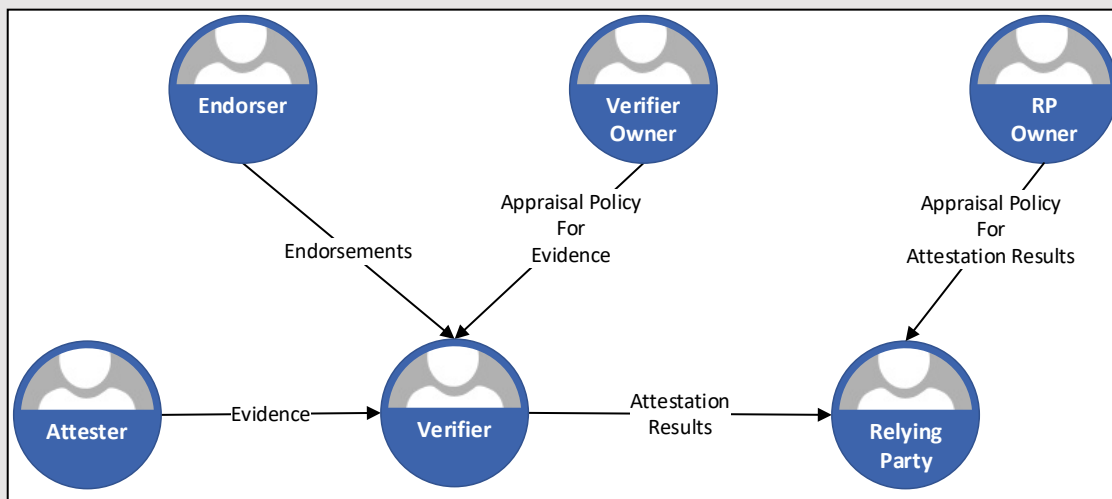 Endorser
Verifier
Owner
RP
Owner
Appraisal Policy
For
Evidence
Appraisal Policy
For
Attestation Results
Endorsements
Attester
Evidence
Verifier
Attestation
Results
Relying
Party